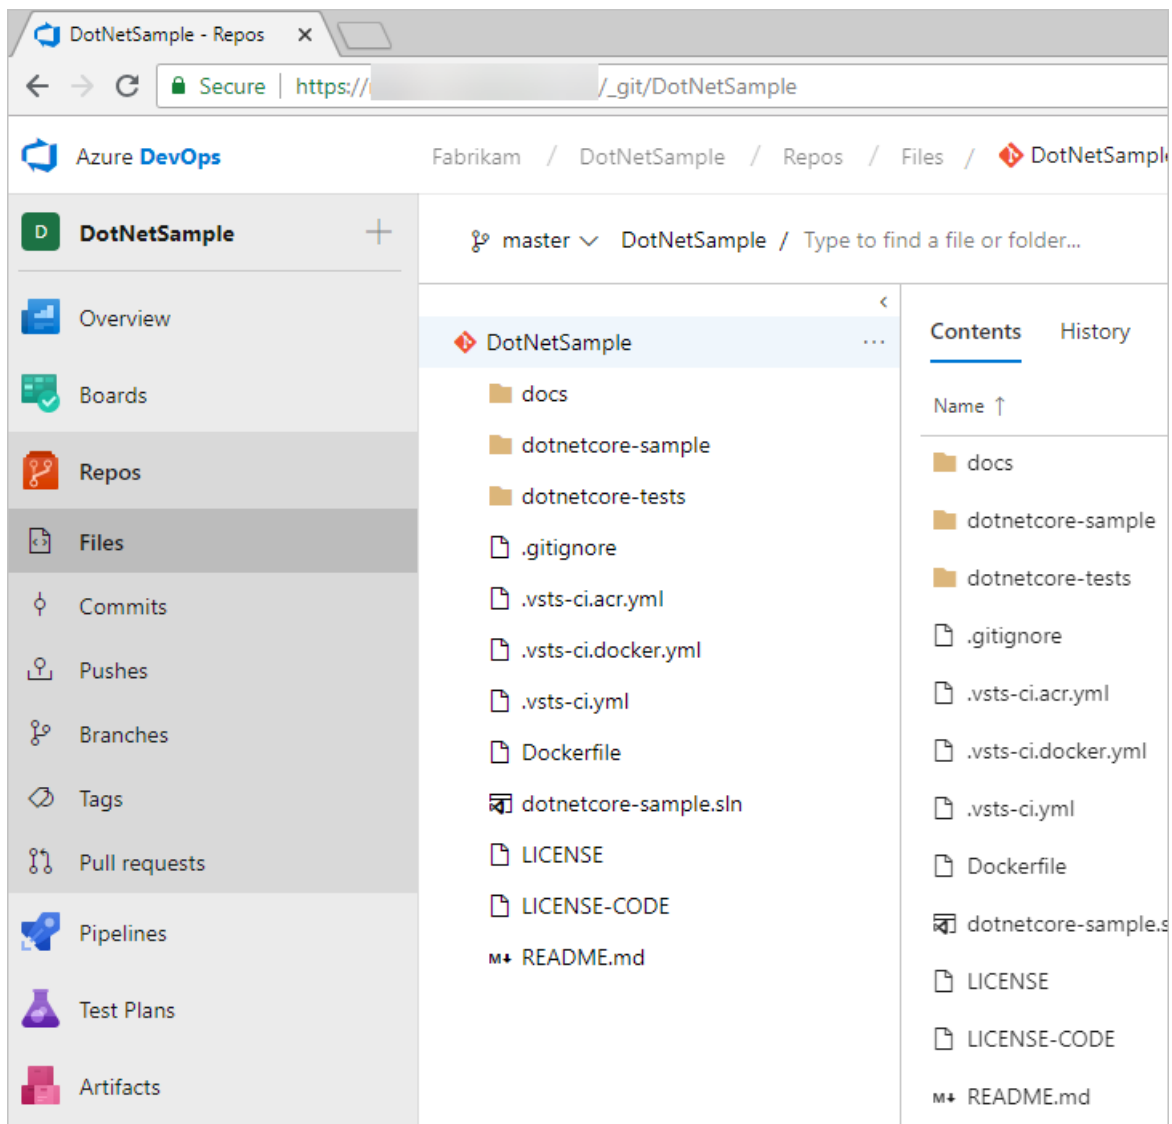 DotNetSample - Repos
Secure https:// /_git/DotNetSample
Azure DevOps
Fabrikam / DotNetSample / Repos / Files / DotNetSample
D DotNetSample
Overview
Boards
Repos
Files
Commits
Pushes
Branches
Tags
Pull requests
Pipelines
Test Plans
Artifacts
master DotNetSample / Type to find a file or folder...
DotNetSample ...
docs
dotnetcore-sample
dotnetcore-tests
.gitignore
.vsts-ci.acr.yml
.vsts-ci.docker.yml
.vsts-ci.yml
Dockerfile
dotnetcore-sample.sln
LICENSE
LICENSE-CODE
M README.md
Contents History
Name
docs
dotnetcore-sample
dotnetcore-tests
.gitignore
.vsts-ci.acr.yml
.vsts-ci.docker.yml
.vsts-ci.yml
Dockerfile
dotnetcore-sample.s
LICENSE
LICENSE-CODE
M README.md